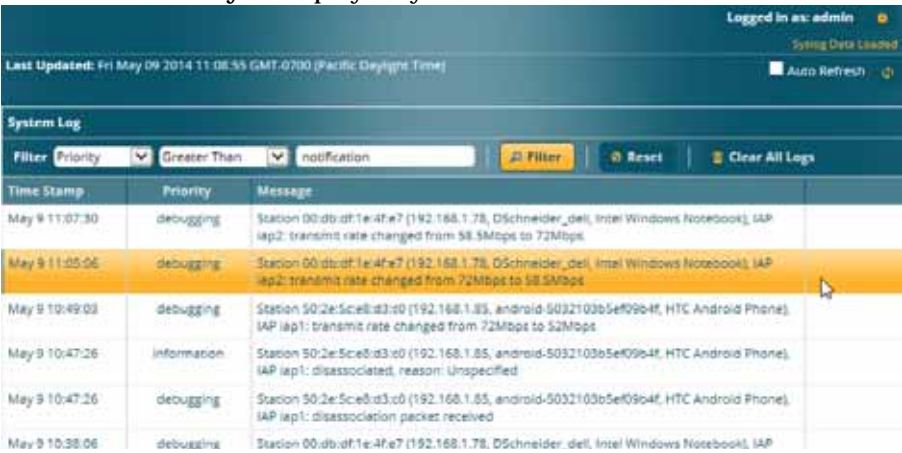 Logged in as: admin
Syslog Data Loaded
Last Updated: Fri May 09 2014 11:08:55 GMT-0700 (Pacific Daylight Time)
Auto Refresh
System Log
Filter Priority Greater Than notification Filter Reset Clear All Logs
Time Stamp Priority Message
May 9 11:07:30 debugging Station 00:db:df:1e:4f:e7 (192.168.1.78, DSchneider_dell, Intel Windows Notebook), IAP
iap2: transmit rate changed from 58.5Mbps to 72Mbps
May 9 11:05:06 debugging Station 00:db:df:1e:4f:e7 (192.168.1.78, DSchneider_dell, Intel Windows Notebook), IAP
iap2: transmit rate changed from 72Mbps to 58.5Mbps
May 9 10:49:03 debugging Station 50:2e:5c:e8:d3:c0 (192.168.1.85, android-5032103b5ef09b4f, HTC Android Phone),
IAP iap1: transmit rate changed from 72Mbps to 52Mbps
May 9 10:47:26 information Station 50:2e:5c:e8:d3:c0 (192.168.1.85, android-5032103b5ef09b4f, HTC Android Phone),
IAP iap1: disassociated, reason: Unspecified
May 9 10:47:26 debugging Station 50:2e:5c:e8:d3:c0 (192.168.1.85, android-5032103b5ef09b4f, HTC Android Phone),
IAP iap1: disassociation packet received
May 9 10:38:06 debugging Station 00:db:df:1e:4f:e7 (192.168.1.78, DSchneider_dell, Intel Windows Notebook), IAP